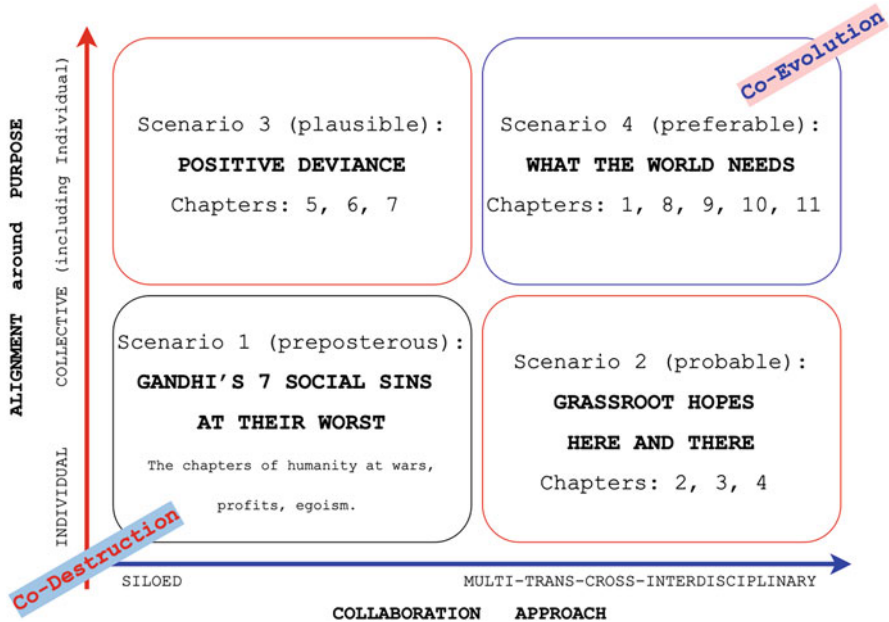 Co-Evolution
Scenario 3 (plausible):
POSITIVE DEVIANCE
Chapters: 5, 6, 7
Scenario 4 (preferable):
WHAT THE WORLD NEEDS
Chapters: 1, 8, 9, 10, 11
Scenario 1 (preposterous):
GANDHI'S 7 SOCIAL SINS
AT THEIR WORST
The chapters of humanity at wars,
profits, egoism.
Scenario 2 (probable):
GRASSROOT HOPES
HERE AND THERE
Chapters: 2, 3, 4
ALIGNMENT around PURPOSE
COLLECTIVE (including Individual)
INDIVIDUAL
Co-Destruction
SILOED
MULTI-TRANS-CROSS-INTERDISCIPLINARY
COLLABORATION APPROACH